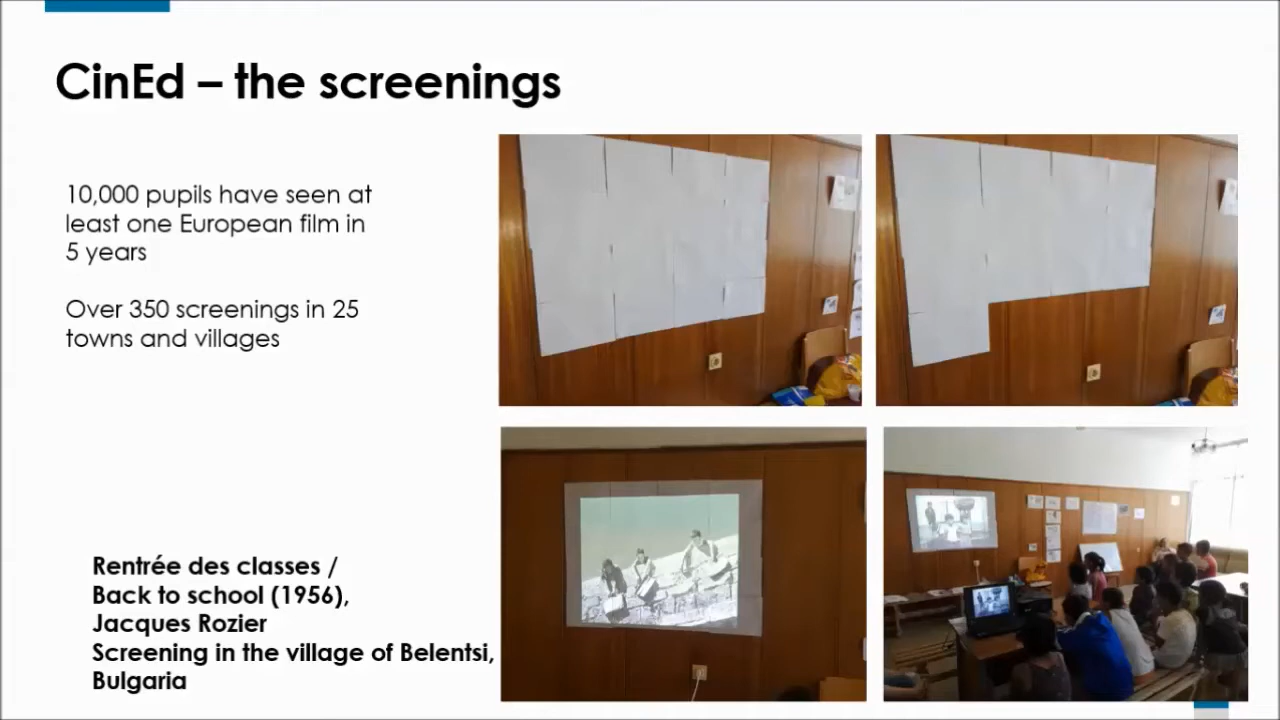 CinEd – the screenings
10,000 pupils have seen at
least one European film in
5 years
Over 350 screenings in 25
towns and villages
Rentrée des classes /
Back to school (1956),
Jacques Rozier
Screening in the village of Belentsi,
Bulgaria